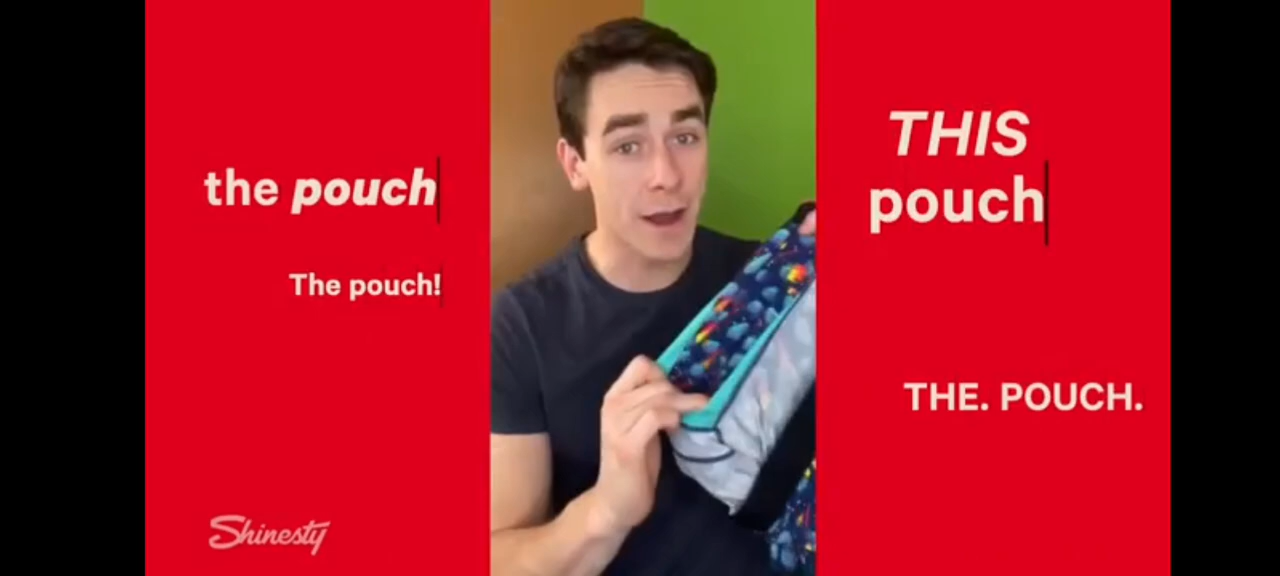 the pouch
The pouch!
THIS
pouch
THE. POUCH.
Shinesty